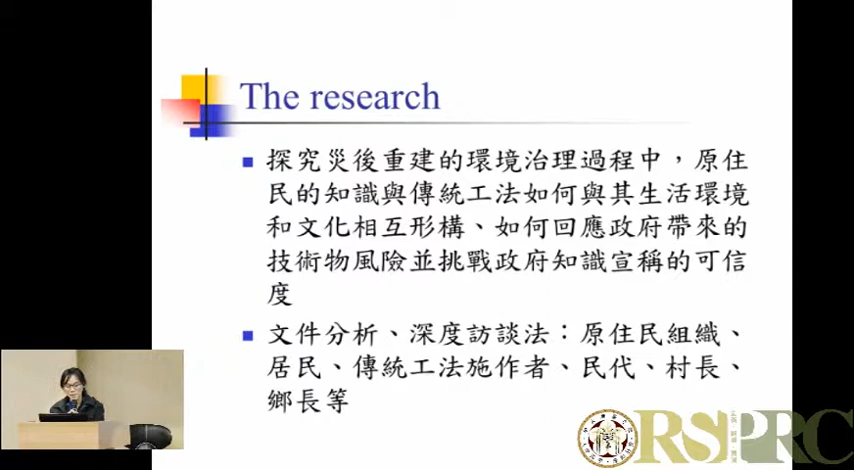 The research
探究災後重建的環境治理過程中，原住
民的知識與傳統工法如何與其生活環境
和文化相互形構、如何回應政府帶來的
技術物風險並挑戰政府知識宣稱的可信
度
文件分析、深度訪談法：原住民組織、
居民、傳統工法施作者、民代、村長、
鄉長等
RSPRC